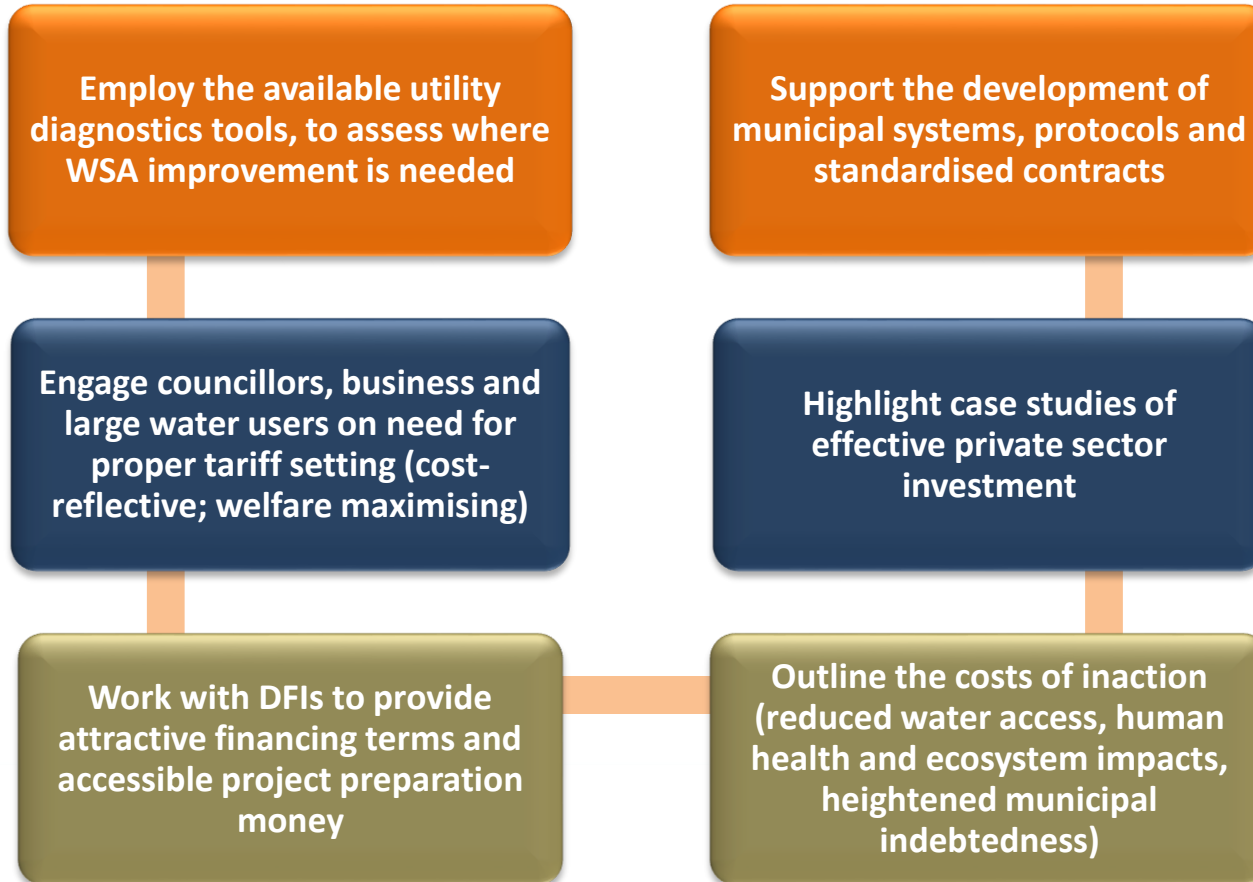 Employ the available utility
diagnostics tools, to assess where
WSA improvement is needed
Engage councillors, business and
large water users on need for
proper tariff setting (cost-
reflective; welfare maximising)
Work with DFIs to provide
attractive financing terms and
accessible project preparation
money
Outline the costs of inaction
(reduced water access, human
health and ecosystem impacts,
heightened municipal
indebtedness)
Highlight case studies of
effective private sector
investment
Support the development of
municipal systems, protocols and
standardised contracts